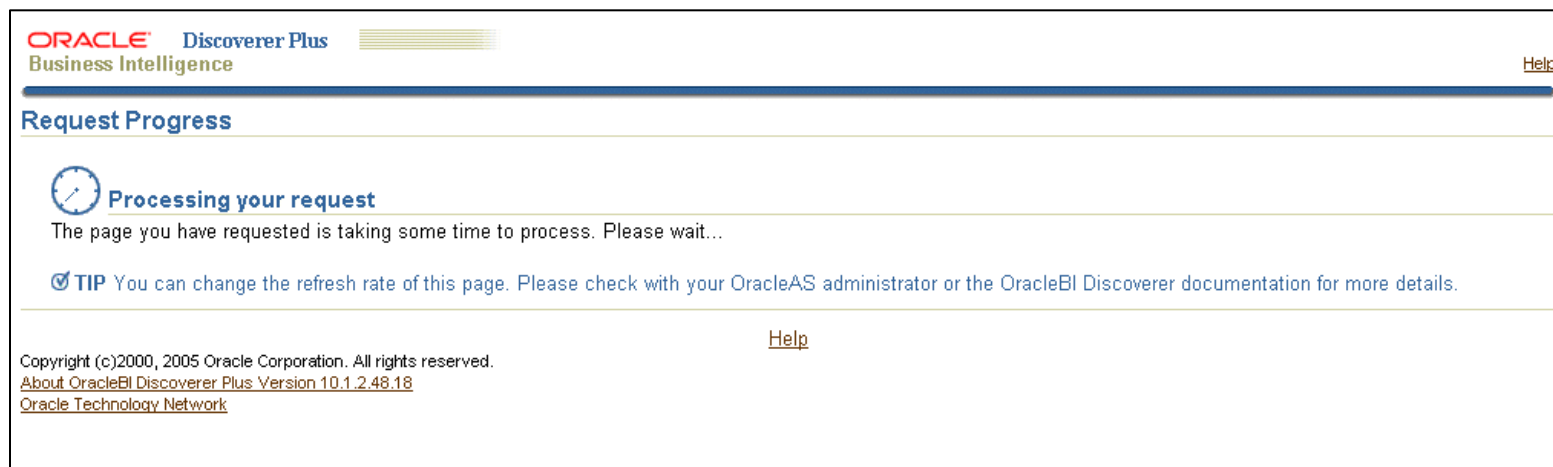 ORACLE Discoverer Plus
Business Intelligence
Help
Request Progress
Processing your request
The page you have requested is taking some time to process. Please wait...
TIP You can change the refresh rate of this page. Please check with your OracleAS administrator or the OracleBI Discoverer documentation for more details.
Help
Copyright (c)2000, 2005 Oracle Corporation. All rights reserved.
About OracleBI Discoverer Plus Version 10.1.2.48.18
Oracle Technology Network